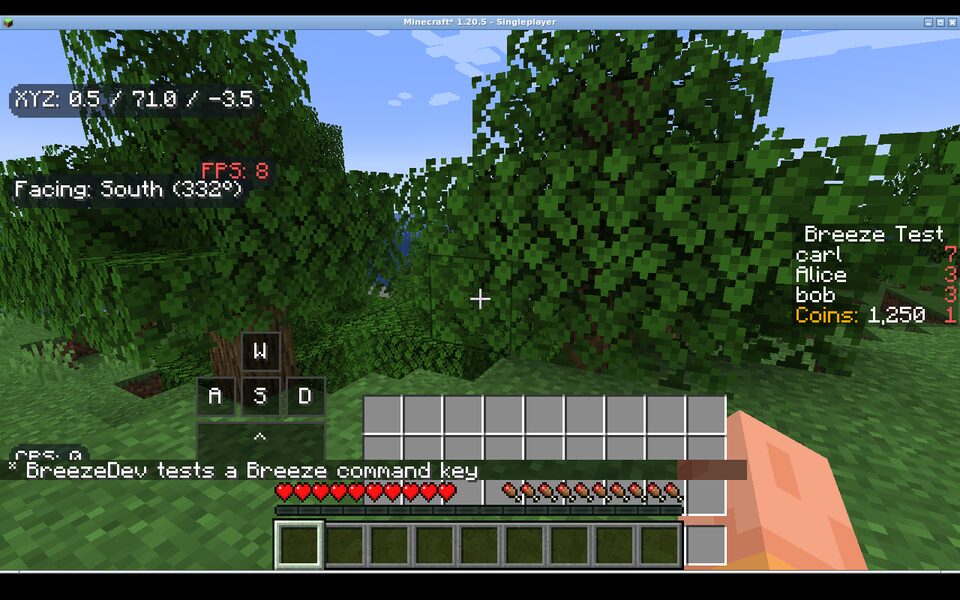 Minecraft* 1.20.5 - Singleplayer
XYZ: 0.5 / 71.0 / -3.5
FPS: 8
Facing: South (332°)
Breeze Test
carl 7
Alice 3
bob 3
Coins: 1,250 1
W
A S D
^
CPS: 0
* BreezeDev tests a Breeze command key